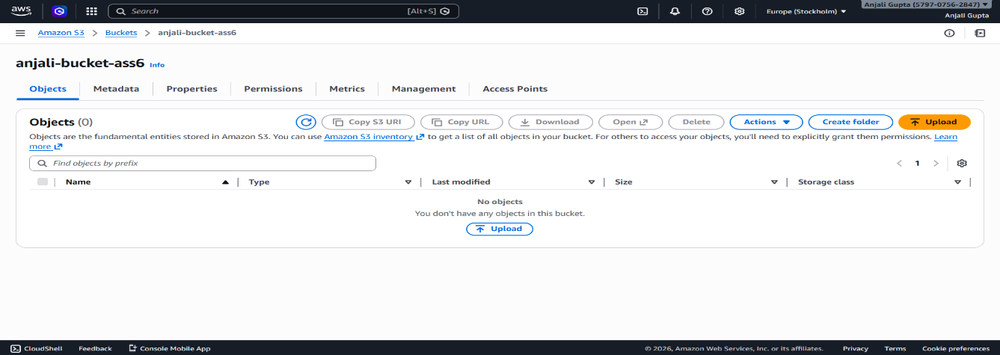 aws Search [Alt+S] Europe (Stockholm) Anjali Gupta (5797-0756-2847)
Anjali Gupta
Amazon S3 > Buckets > anjali-bucket-ass6
anjali-bucket-ass6 Info
Objects Metadata Properties Permissions Metrics Management Access Points
Objects (0) Copy S3 URI Copy URL Download Open Delete Actions Create folder Upload
Objects are the fundamental entities stored in Amazon S3. You can use Amazon S3 inventory to get a list of all objects in your bucket. For others to access your objects, you'll need to explicitly grant them permissions. Learn
more
Find objects by prefix < 1 >
Name Type Last modified Size Storage class
No objects
You don't have any objects in this bucket.
Upload
CloudShell Feedback Console Mobile App © 2026, Amazon Web Services, Inc. or its affiliates. Privacy Terms Cookie preferences